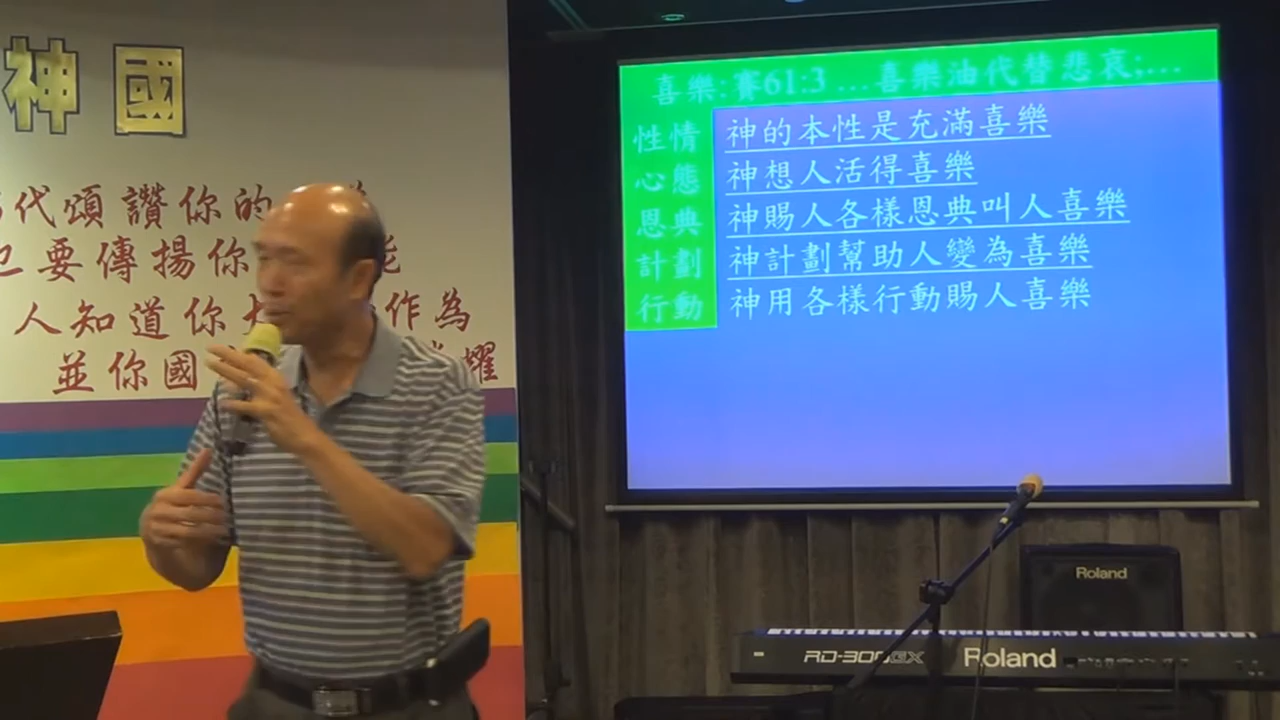 神國
代頌讚你的
要傳揚你 能
人知道你 作為
並你國 耀
喜樂:賽61:3 ...喜樂油代替悲哀;...
性情 神的本性是充滿喜樂
心態 神想人活得喜樂
恩典 神賜人各樣恩典叫人喜樂
計劃 神計劃幫助人變為喜樂
行動 神用各樣行動賜人喜樂
Roland
RD-300GX Roland